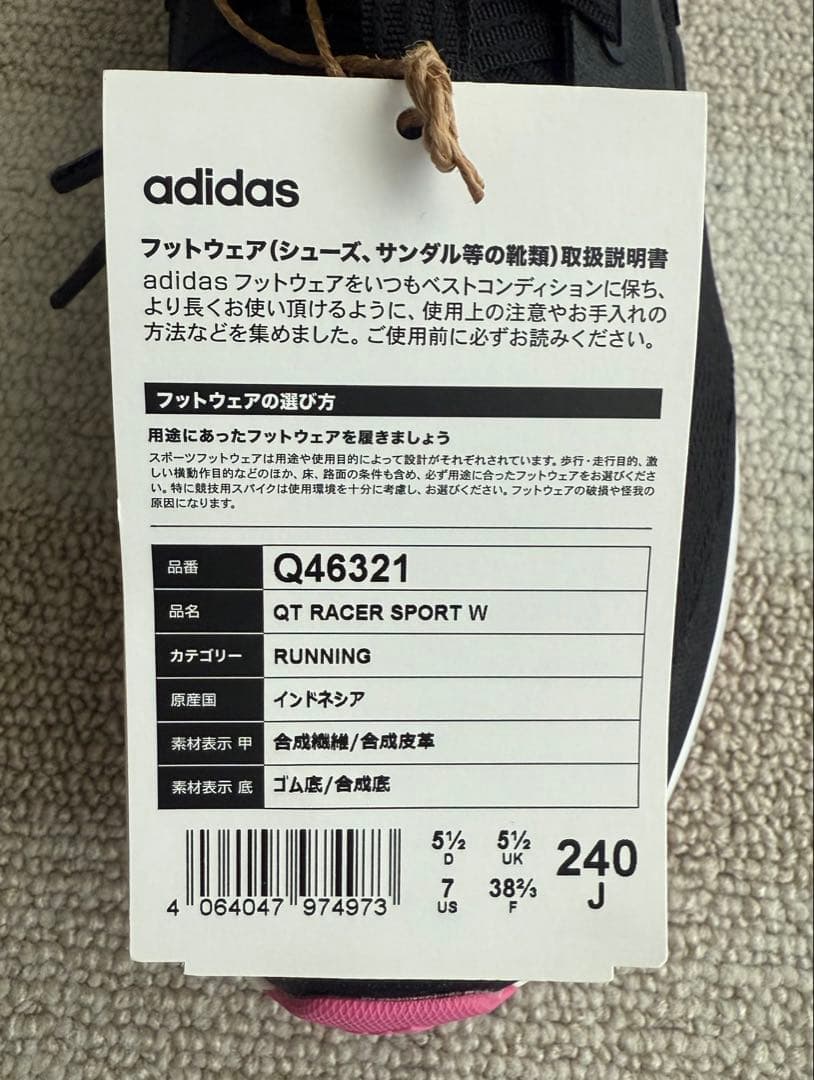 adidas
フットウェア(シューズ、サンダル等の靴類)取扱説明書
adidas フットウェアをいつもベストコンディションに保ち、
より長くお使い頂けるように、使用上の注意やお手入れの
方法などを集めました。ご使用前に必ずお読みください。
フットウェアの選び方
用途にあったフットウェアを履きましょう
スポーツフットウェアは用途や使用目的によって設計がそれぞれされています。歩行・走行目的、激
しい横動作目的などのほか、床、路面の条件も含め、必ず用途に合ったフットウェアをお選びくださ
い。特に競技用スパイクは使用環境を十分に考慮し、お選びください。フットウェアの破損や怪我の
原因になります。
品番 Q46321
品名 QT RACER SPORT W
カテゴリー RUNNING
原産国 インドネシア
素材表示 甲 合成繊維/合成皮革
素材表示 底 ゴム底/合成底
5½ D 5½ UK 240 J
7 US 38⅔ F
4 064047 974973